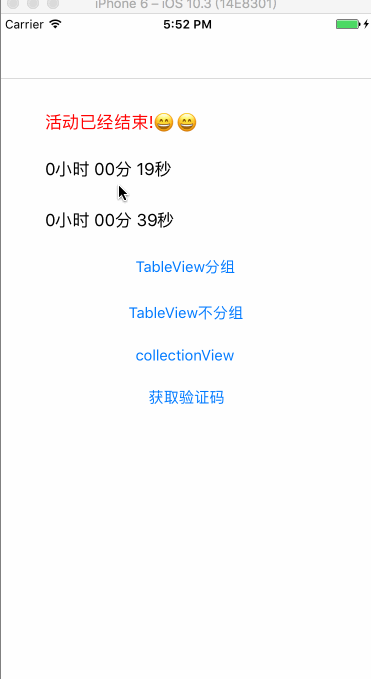 iPhone 6 – iOS 10.3 (14E8301)
Carrier 5:52 PM
活动已经结束!😄😄
0小时 00分 19秒
0小时 00分 39秒
TableView分组
TableView不分组
collectionView
获取验证码